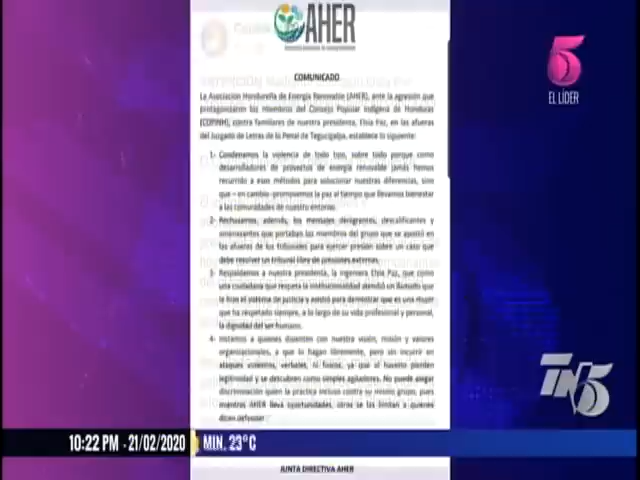 AHER
COMUNICADO
La Asociación Hondureña de Energía Renovable (AHER), ante la agresión que
protagonizaron los miembros del Consejo Popular Indígena de Honduras
(COPINH), contra familiares de nuestra presidenta, Elsia Paz, en las afueras
del Juzgado de Letras de lo Penal de Tegucigalpa, establece lo siguiente:
1- Condenamos la violencia de todo tipo, sobre todo porque como
desarrolladores de proyectos de energía renovable jamás hemos
recurrido a esos métodos para solucionar nuestras diferencias, sino
que – en cambio- promovemos la paz al tiempo que llevamos bienestar
a las comunidades de nuestro entorno.
2- Rechazamos, además, los mensajes denigrantes, descalificantes y
amenazantes que portaban los miembros del grupo que se apostó en
las afueras de los tribunales para ejercer presión sobre un caso que
debe resolver un tribunal libre de presiones externas.
3- Respaldamos a nuestra presidenta, la ingeniera Elsia Paz, que como
una ciudadana que respeta la institucionalidad atendió un llamado que
le hizo el sistema de justicia y asistió para demostrar que es una mujer
que ha respetado siempre, a lo largo de su vida profesional y personal,
la dignidad del ser humano.
4- Instamos a quienes disienten con nuestra visión, misión y valores
organizacionales, a que lo hagan libremente, pero sin incurrir en
ataques violentos, verbales, ni físicos, ya que al hacerlo pierden
legitimidad y se descubren como simples agitadores. No puede alegar
discriminación quien la practica incluso contra su mismo grupo, pues
mientras AHER lleva oportunidades, otros se las limitan a quienes
dicen defender
JUNTA DIRECTIVA AHER
5
EL LÍDER
TN5
10:22 PM - 21/02/2020
MIN. 23°C